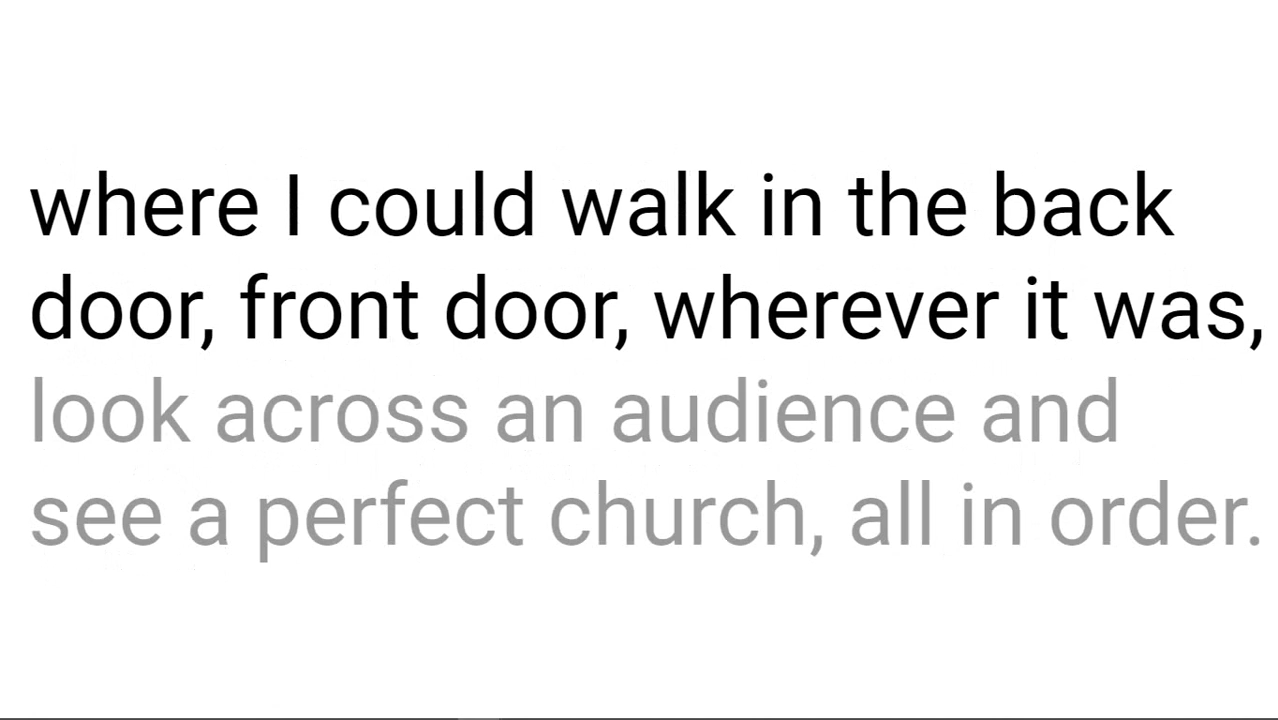 where I could walk in the back
door, front door, wherever it was,
look across an audience and
see a perfect church, all in order.